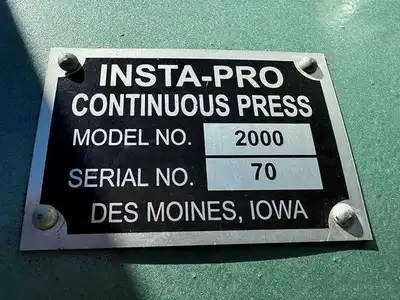 INSTA-PRO
CONTINUOUS PRESS
MODEL NO. 2000
SERIAL NO. 70
DES MOINES, IOWA